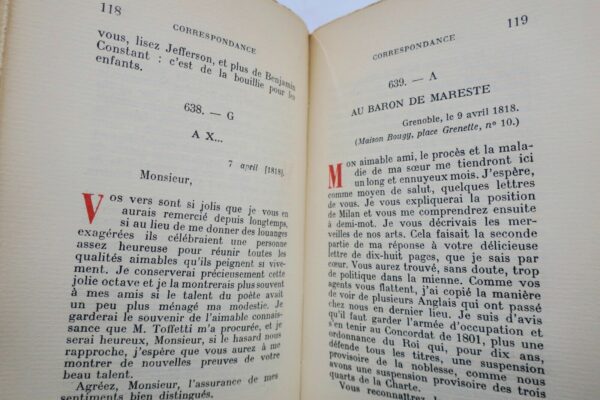 118
CORRESPONDANCE
vous, lisez Jefferson, et plus de Benjamin
Constant : c'est de la bouillie pour les
enfants.
638. — G
A X...
7 april [1818].
Monsieur,
Vos vers sont si jolis que je vous en
aurais remercié depuis longtemps,
si au lieu de me donner des louanges
exagérées ils célébraient une personne
assez heureuse pour réunir toutes les
qualités aimables qu'ils peignent si vive-
ment. Je conserverai précieusement cette
jolie octave et je la montrerais plus souvent
à mes amis si le talent du poète avait
un peu plus ménagé ma modestie. Je
garderai le souvenir de l'aimable connais-
sance que M. Toffetti m'a procurée, et je
serai heureux, Monsieur, si le hasard nous
rapproche, j'espère que vous aurez à me
montrer de nouvelles preuves de votre
beau talent.
Agréez, Monsieur, l'assurance de mes
sentiments bien distingués.
119
CORRESPONDANCE
639. — A
AU BARON DE MARESTE
Grenoble, le 9 avril 1818.
(Maison Bougy, place Grenette, n° 10.)
Mon aimable ami, le procès et la mala-
die de ma sœur me tiendront ici
un long et ennuyeux mois. J'espère,
comme moyen de salut, quelques lettres
de vous. Je vous expliquerai la position
de Milan et vous me comprendrez ensuite
à demi-mot. Je vous décrivais les mer-
veilles de nos arts. Cela faisait la seconde
partie de ma réponse à votre délicieuse
lettre de dix-huit pages, que je sais par
cœur. Vous aurez trouvé, sans doute, trop
de politique dans la mienne. Comme vos
agents vous flattent, j'ai copié la manière
de voir de plusieurs Anglais qui ont passé
chez nous en dernier lieu. Je suis d'avis
qu'il faut garder l'armée d'occupation et
s'en tenir au Concordat de 1801, plus une
ordonnance du Roi qui, pour dix ans,
défende tous les titres, une suspension
provisoire de la noblesse, comme nous
avons une suspension provisoire des trois
quarts de la Charte.
Vous reconnaîtrez